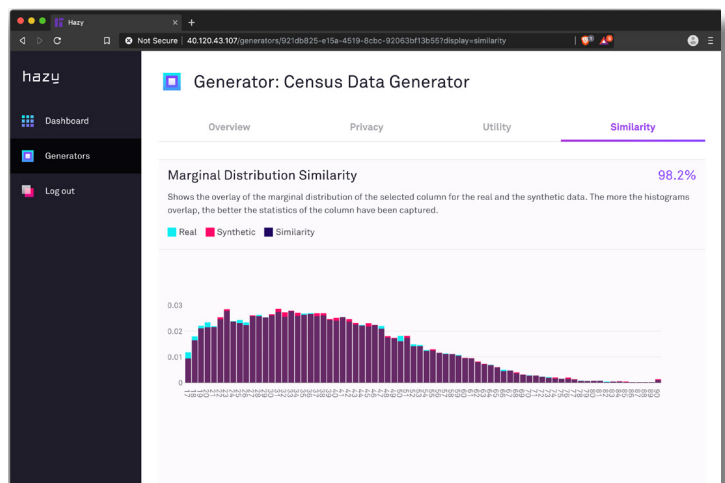 Hazy
Not Secure | 40.120.43.107/generators/921db825-e15a-4519-8cbc-92063bf13b55?display=similarity
hazy
Dashboard
Generators
Log out
Generator: Census Data Generator
Overview
Privacy
Utility
Similarity
Marginal Distribution Similarity
98.2%
Shows the overlay of the marginal distribution of the selected column for the real and the synthetic data. The more the histograms
overlap, the better the statistics of the column have been captured.
Real
Synthetic
Similarity
0.03
0.02
0.01
0